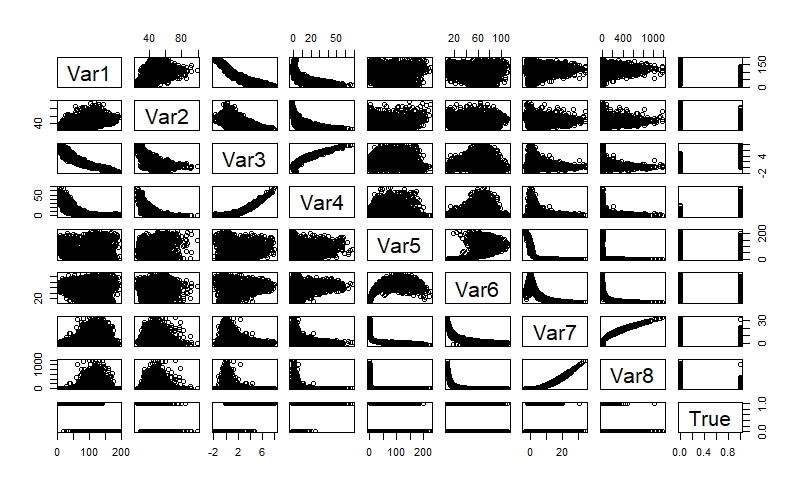 40 80 0 20 60 20 60 100 0 400 1000
Var1 0 150
40 Var2
Var3 -2 4
0 50 Var4
Var5 0 200
20 Var6
Var7 0 30
0 1000 Var8
True 0.0 1.0
0 100 200 -2 2 6 0 100 200 0 20 0.0 0.4 0.8